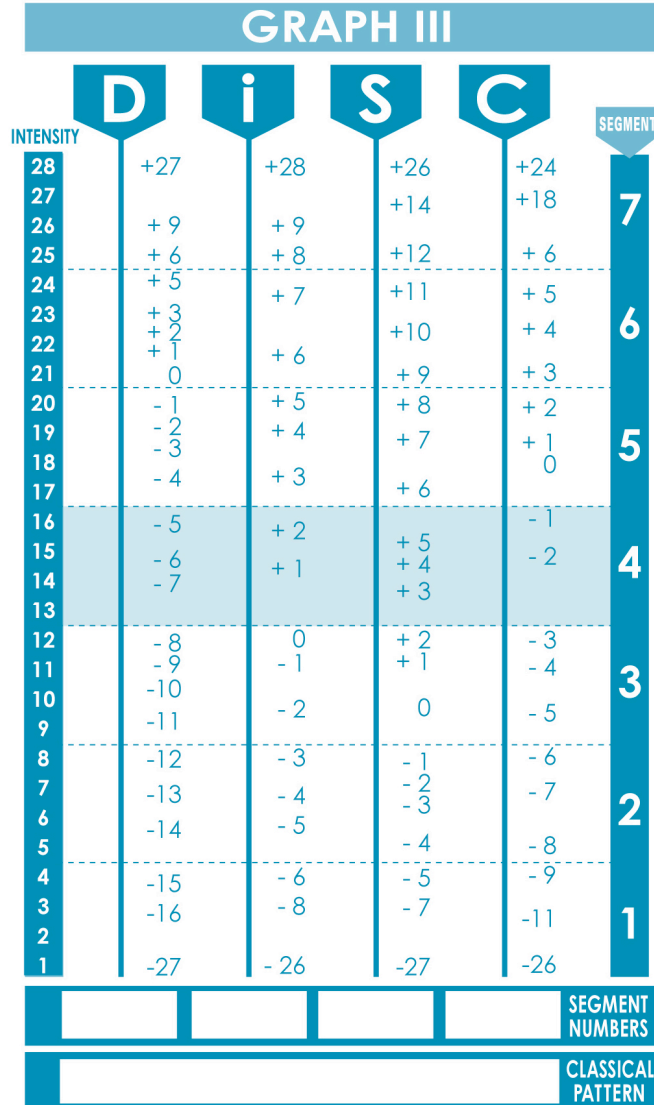 GRAPH III
D i S C
INTENSITY
SEGMENT
28 +27 +28 +26 +24
27 +14 +18 7
26 + 9 + 9
25 + 6 + 8 +12 + 6
24 + 5 + 7 +11 + 5
23 + 3 6
22 + 2 +10 + 4
+ 1 + 6
21 0 + 9 + 3
20 - 1 + 5 + 8 + 2
19 - 2 + 4 + 7 + 1 5
18 - 3 0
17 - 4 + 3 + 6
16 - 5 + 2 - 1
15 - 6 + 1 + 5 - 2 4
14 - 7 + 4
13 + 3
12 - 8 0 + 2 - 3
11 - 9 - 1 + 1 - 4 3
10 -10 - 2 0 - 5
9 -11
8 -12 - 3 - 1 - 6
7 -13 - 4 - 2 - 7 2
6 -14 - 5 - 3
5 - 4 - 8
4 -15 - 6 - 5 - 9
3 -16 - 8 - 7 -11 1
2
1 -27 - 26 -27 -26
SEGMENT
NUMBERS
CLASSICAL
PATTERN